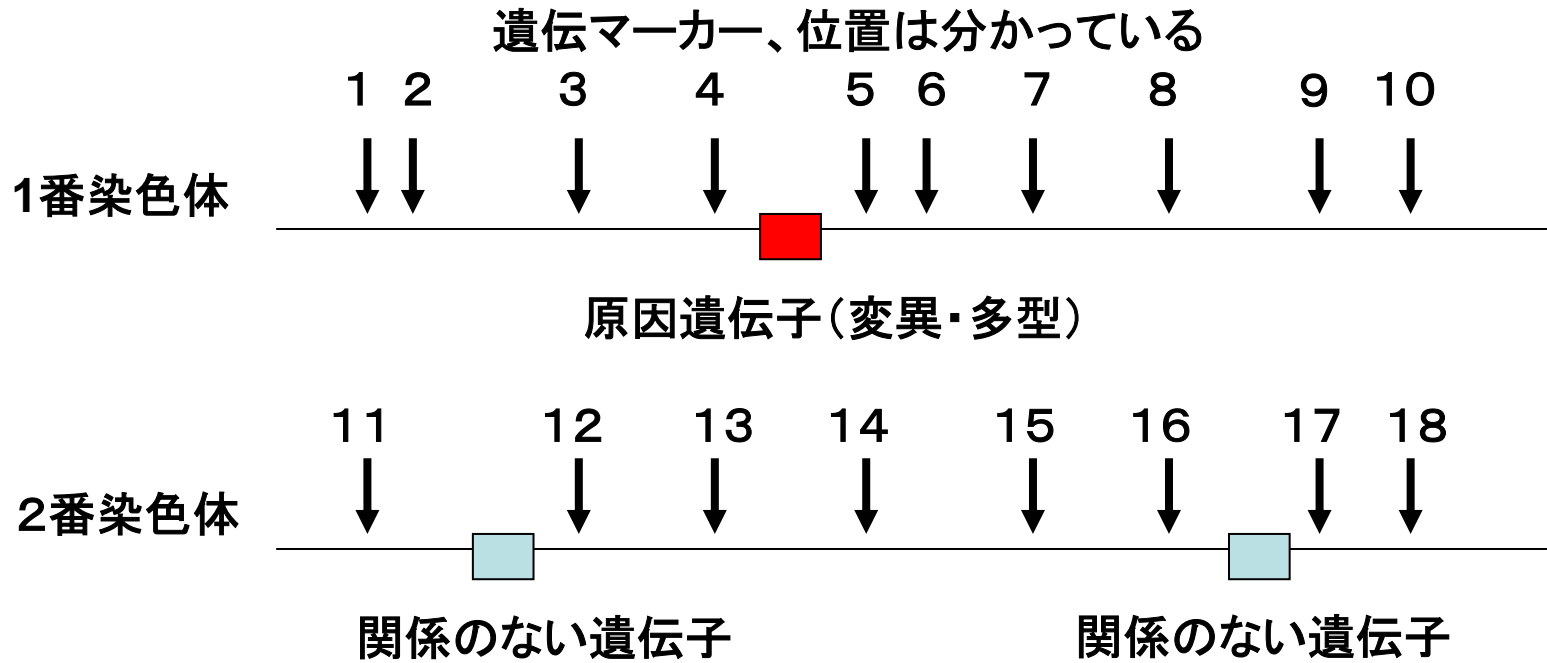 遺伝マーカー、位置は分かっている
1 2 3 4 5 6 7 8 9 10
1番染色体
原因遺伝子（変異・多型）
11 12 13 14 15 16 17 18
2番染色体
関係のない遺伝子 関係のない遺伝子